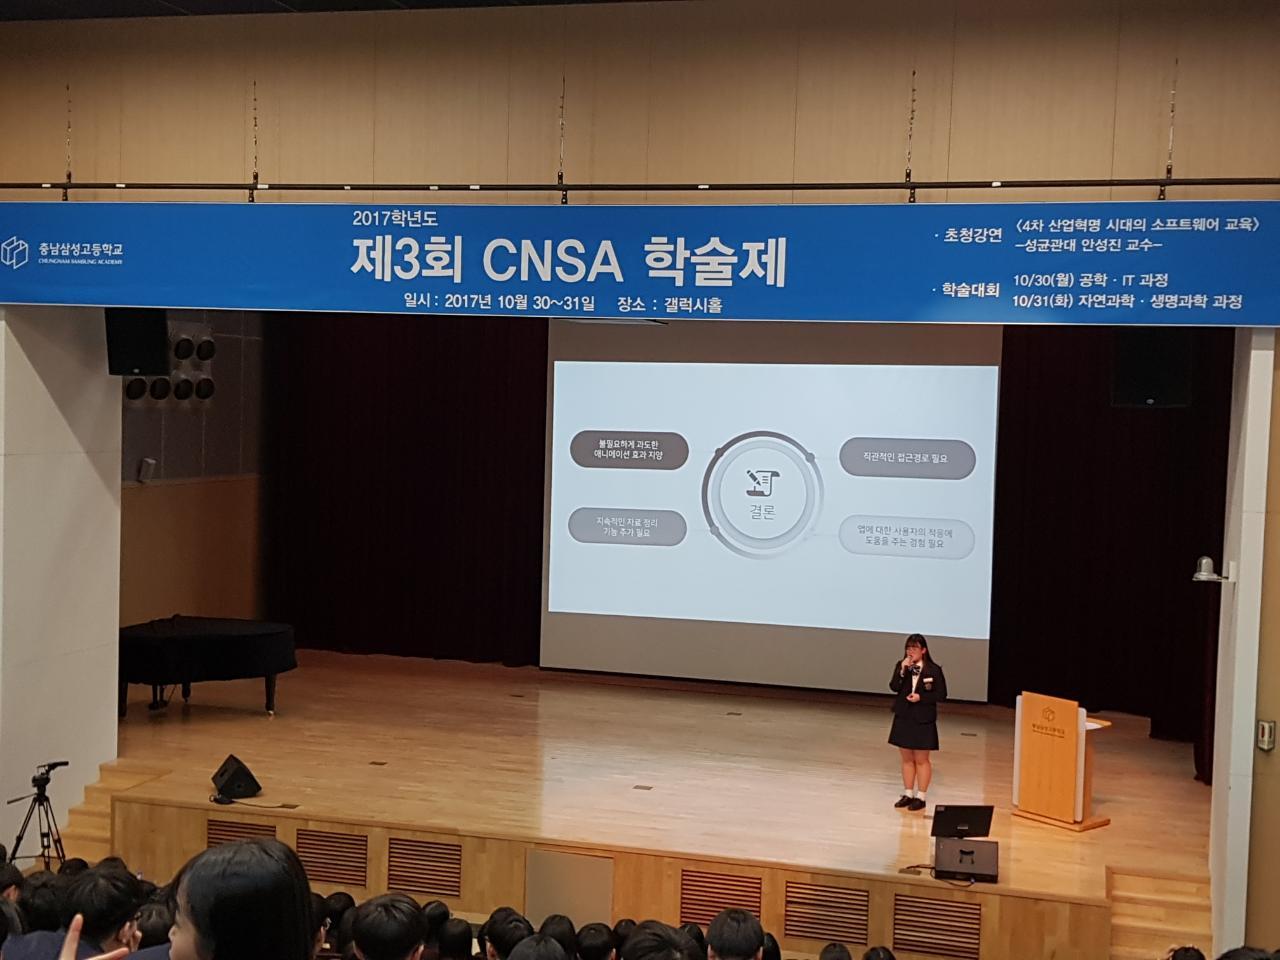 충남삼성고등학교
CHUNGNAM SAMSUNG ACADEMY
2017학년도
제3회 CNSA 학술제
일시 : 2017년 10월 30~31일 장소 : 갤럭시홀
· 초청강연 〈4차 산업혁명 시대의 소프트웨어 교육〉
-성균관대 안성진 교수-
· 학술대회 10/30(월) 공학 · IT 과정
10/31(화) 자연과학 · 생명과학 과정
불필요하게 과도한
애니메이션 효과 지양
직관적인 접근경로 필요
결론
지속적인 자료 정리
기능 추가 필요
앱에 대한 사용자의 적응에
도움을 주는 경험 필요
충남삼성고등학교